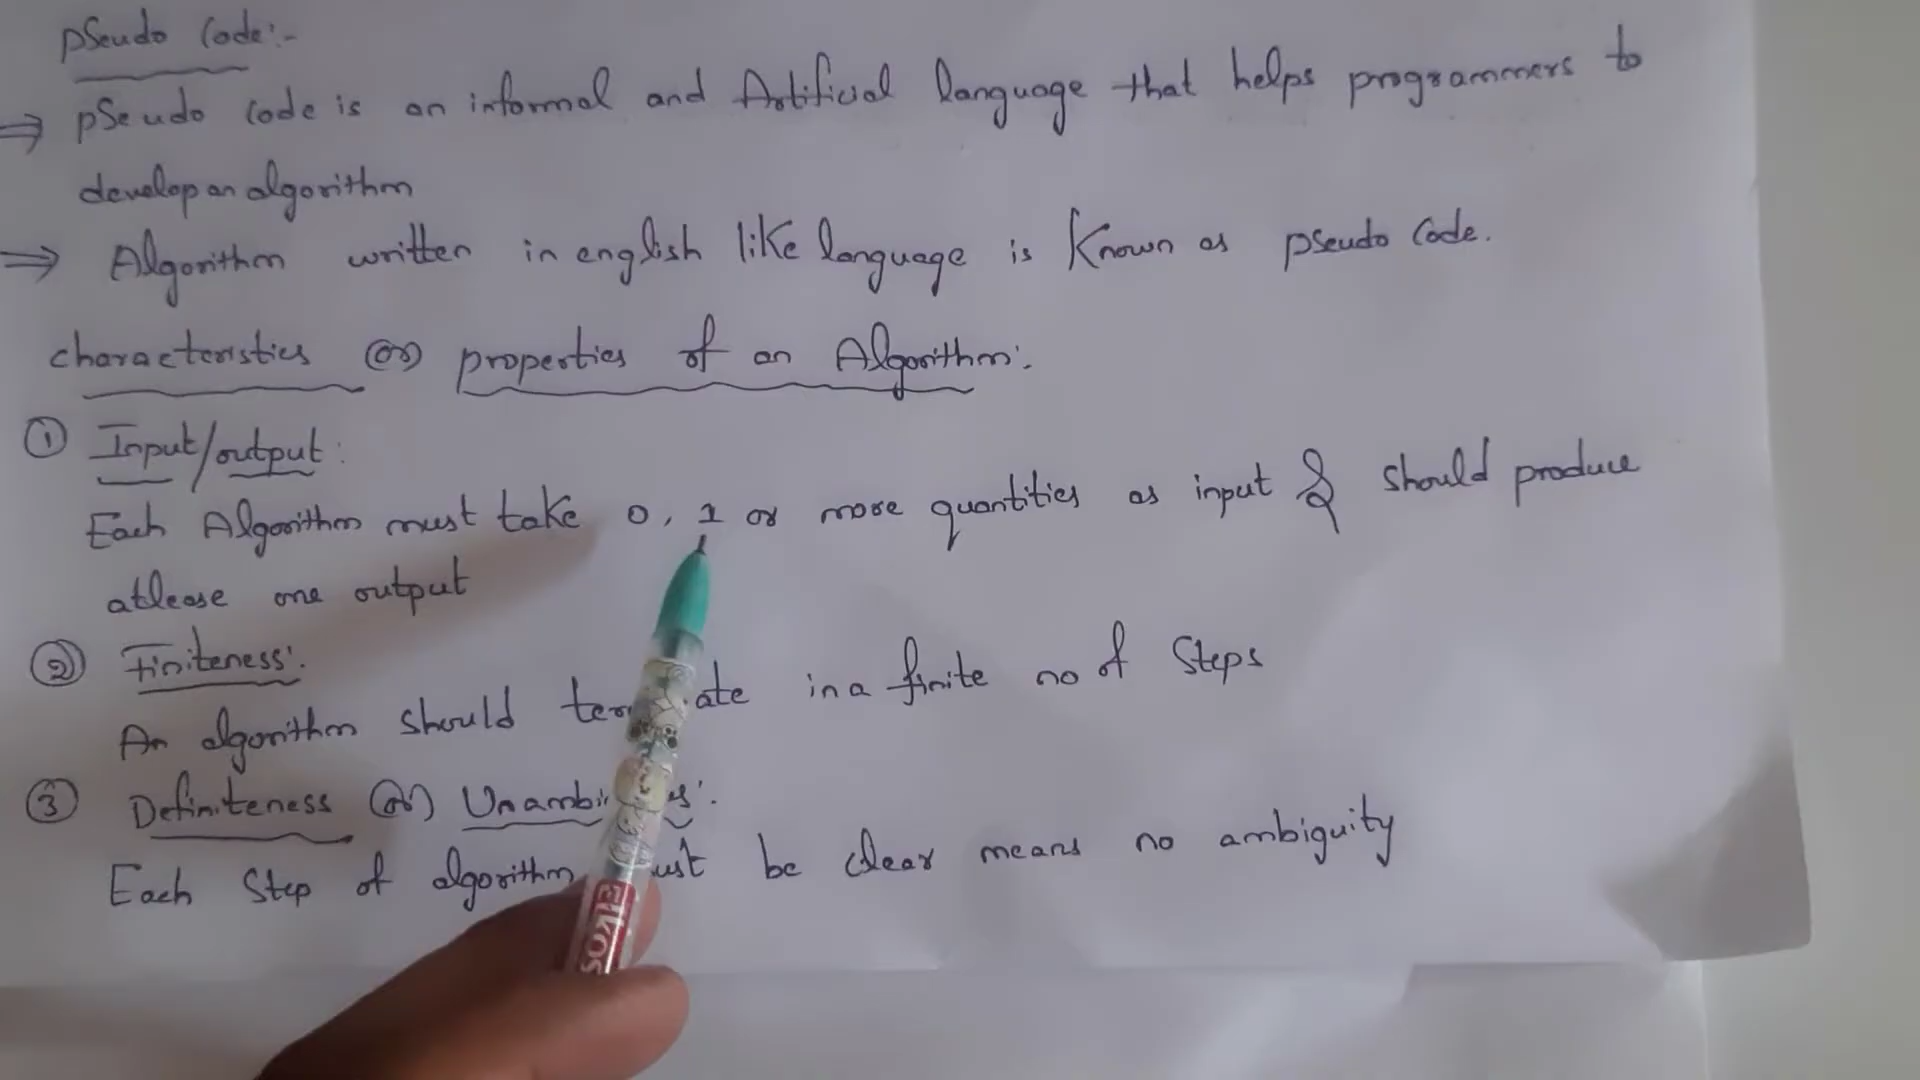 pseudo code:-
⇒ pseudo code is an informal and Artificial language that helps programmers to
develop an algorithm
⇒ Algorithm written in english like language is known as pseudo code.
characteristics (or) properties of an Algorithm:
① Input/output:
Each Algorithm must take 0, 1 or more quantities as input & should produce
atlease one output
② Finiteness:
An algorithm should ate in a finite no of steps
③ Definiteness (or)
Each step of algorithm be clear means no ambiguity